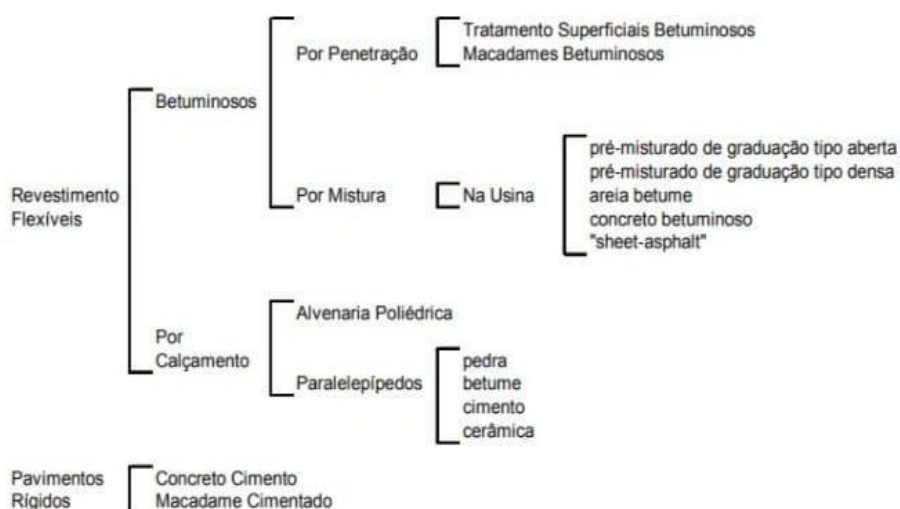 Revestimento
Flexíveis
Betuminosos
Por Penetração
Tratamento Superficiais Betuminosos
Macadames Betuminosos
Por Mistura
Na Usina
pré-misturado de graduação tipo aberta
pré-misturado de graduação tipo densa
areia betume
concreto betuminoso
"sheet-asphalt"
Por
Calçamento
Alvenaria Poliédrica
Paralelepípedos
pedra
betume
cimento
cerâmica
Pavimentos
Rígidos
Concreto Cimento
Macadame Cimentado